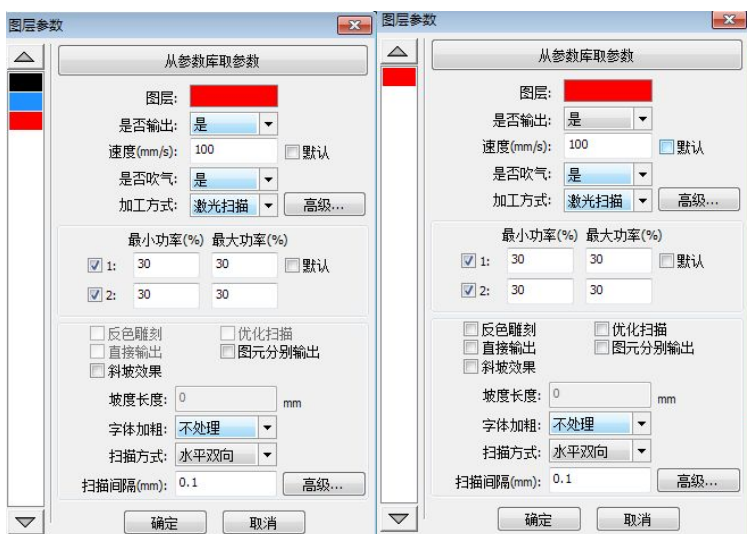 图层参数
从参数库取参数
图层:
是否输出: 是
速度(mm/s): 100 默认
是否吹气: 是
加工方式: 激光扫描 高级...
最小功率(%) 最大功率(%)
1: 30 30 默认
2: 30 30
反色雕刻 优化扫描
直接输出 图元分别输出
斜坡效果
坡度长度: 0 mm
字体加粗: 不处理
扫描方式: 水平双向
扫描间隔(mm): 0.1 高级...
确定 取消
图层参数
从参数库取参数
图层:
是否输出: 是
速度(mm/s): 100 默认
是否吹气: 是
加工方式: 激光扫描 高级...
最小功率(%) 最大功率(%)
1: 30 30 默认
2: 30 30
反色雕刻 优化扫描
直接输出 图元分别输出
斜坡效果
坡度长度: 0 mm
字体加粗: 不处理
扫描方式: 水平双向
扫描间隔(mm): 0.1 高级...
确定 取消